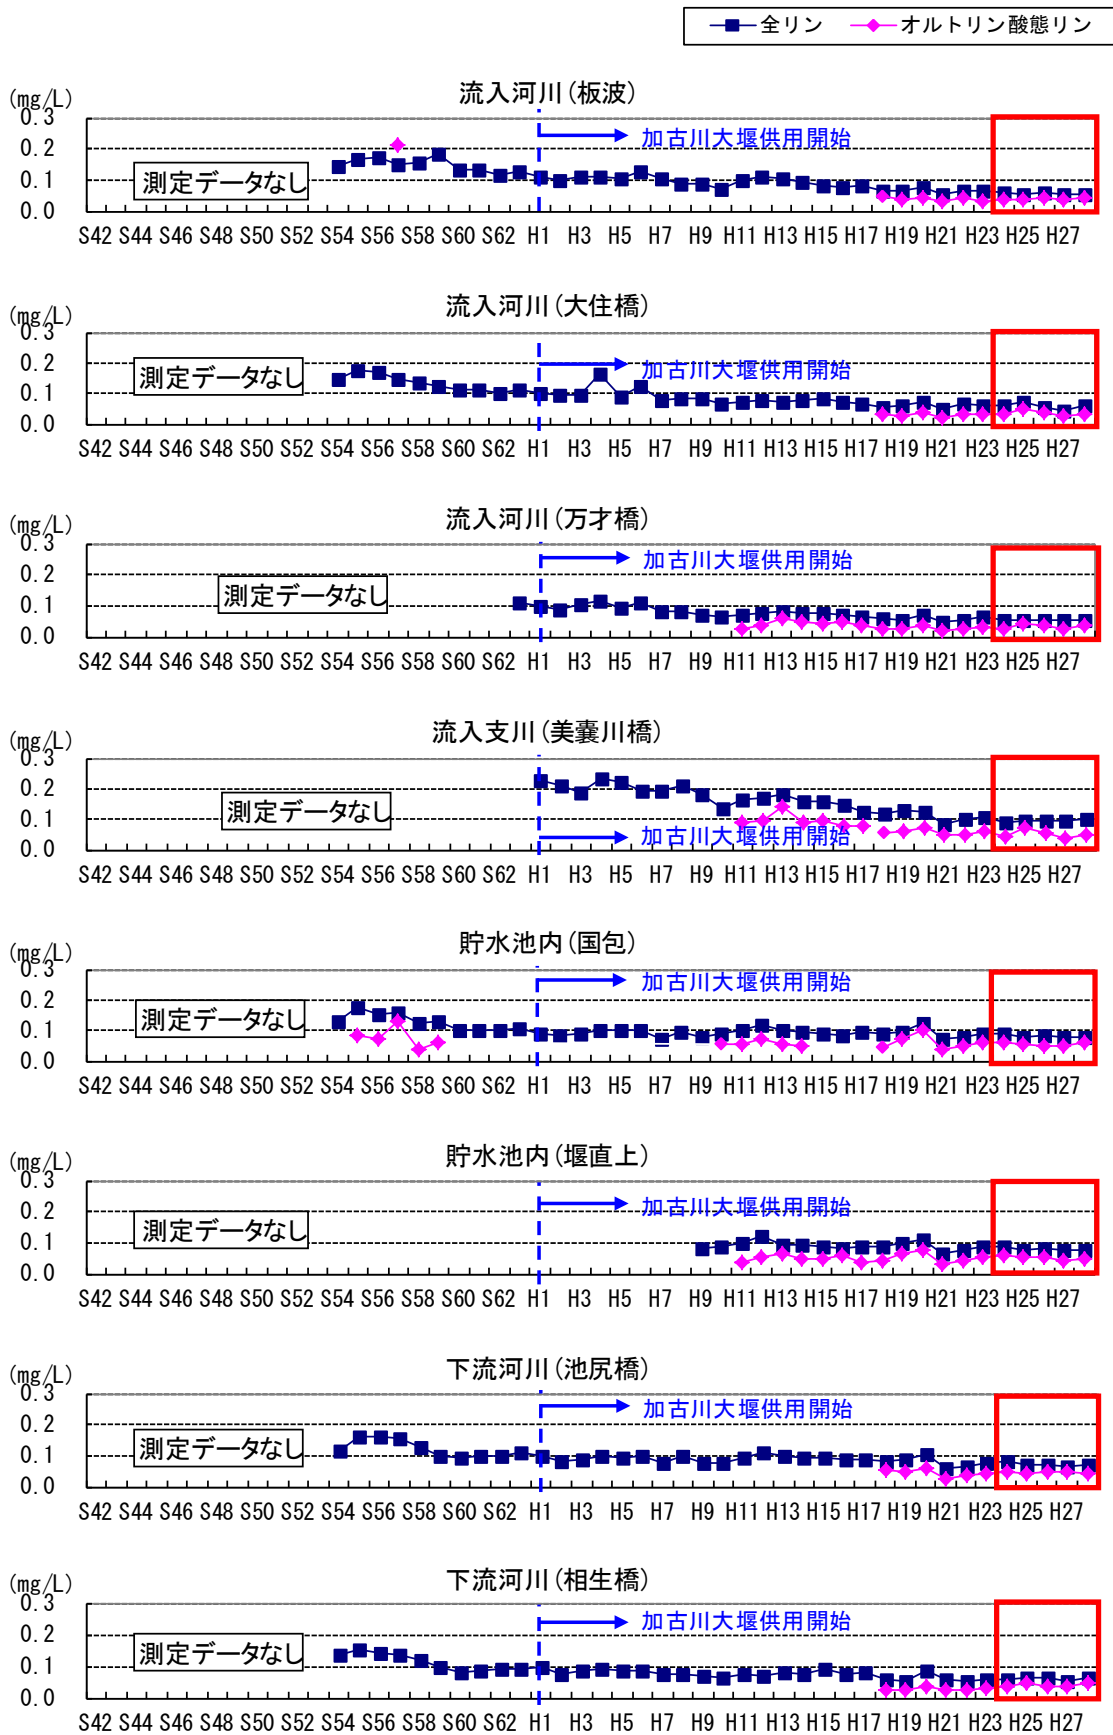 全リン オルトリン酸態リン
流入河川(板波)
(mg/L)
0.3
加古川大堰供用開始
0.2
測定データなし
0.1
0.0
S42 S44 S46 S48 S50 S52 S54 S56 S58 S60 S62 H1 H3 H5 H7 H9 H11 H13 H15 H17 H19 H21 H23 H25 H27
流入河川(大住橋)
(mg/L)
0.3
加古川大堰供用開始
0.2
測定データなし
0.1
0.0
S42 S44 S46 S48 S50 S52 S54 S56 S58 S60 S62 H1 H3 H5 H7 H9 H11 H13 H15 H17 H19 H21 H23 H25 H27
流入河川(万才橋)
(mg/L)
0.3
加古川大堰供用開始
0.2
測定データなし
0.1
0.0
S42 S44 S46 S48 S50 S52 S54 S56 S58 S60 S62 H1 H3 H5 H7 H9 H11 H13 H15 H17 H19 H21 H23 H25 H27
流入支川(美嚢川橋)
(mg/L)
0.3
0.2
測定データなし
0.1
加古川大堰供用開始
0.0
S42 S44 S46 S48 S50 S52 S54 S56 S58 S60 S62 H1 H3 H5 H7 H9 H11 H13 H15 H17 H19 H21 H23 H25 H27
貯水池内(国包)
(mg/L)
0.3
加古川大堰供用開始
0.2
測定データなし
0.1
0.0
S42 S44 S46 S48 S50 S52 S54 S56 S58 S60 S62 H1 H3 H5 H7 H9 H11 H13 H15 H17 H19 H21 H23 H25 H27
貯水池内(堰直上)
(mg/L)
0.3
加古川大堰供用開始
0.2
測定データなし
0.1
0.0
S42 S44 S46 S48 S50 S52 S54 S56 S58 S60 S62 H1 H3 H5 H7 H9 H11 H13 H15 H17 H19 H21 H23 H25 H27
下流河川(池尻橋)
(mg/L)
0.3
加古川大堰供用開始
0.2
測定データなし
0.1
0.0
S42 S44 S46 S48 S50 S52 S54 S56 S58 S60 S62 H1 H3 H5 H7 H9 H11 H13 H15 H17 H19 H21 H23 H25 H27
下流河川(相生橋)
(mg/L)
0.3
加古川大堰供用開始
0.2
測定データなし
0.1
0.0
S42 S44 S46 S48 S50 S52 S54 S56 S58 S60 S62 H1 H3 H5 H7 H9 H11 H13 H15 H17 H19 H21 H23 H25 H27